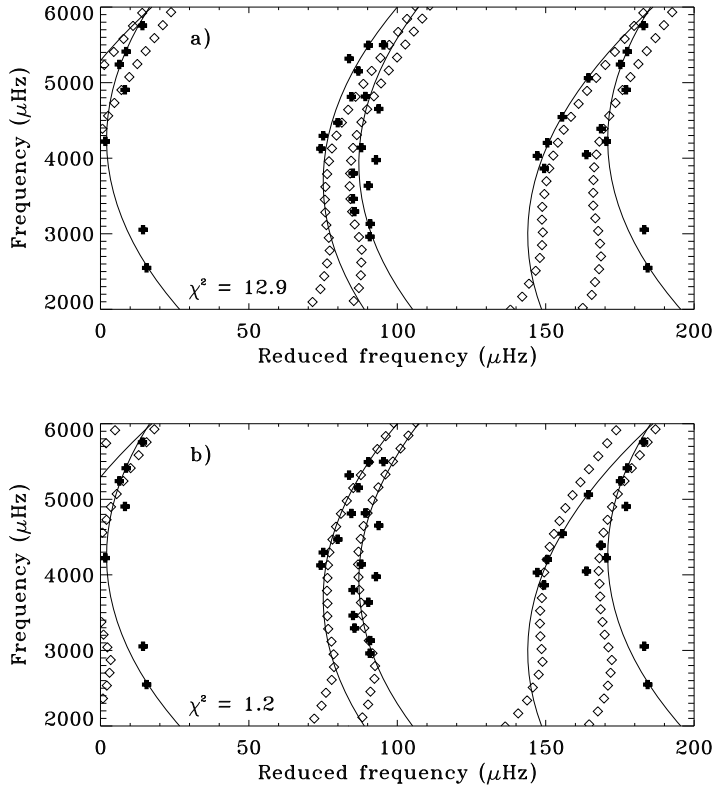 6000
a)
5000
4000
3000
2000
Frequency (μHz)
χ² = 12.9
0 50 100 150 200
Reduced frequency (μHz)
6000
b)
5000
4000
3000
2000
Frequency (μHz)
χ² = 1.2
0 50 100 150 200
Reduced frequency (μHz)